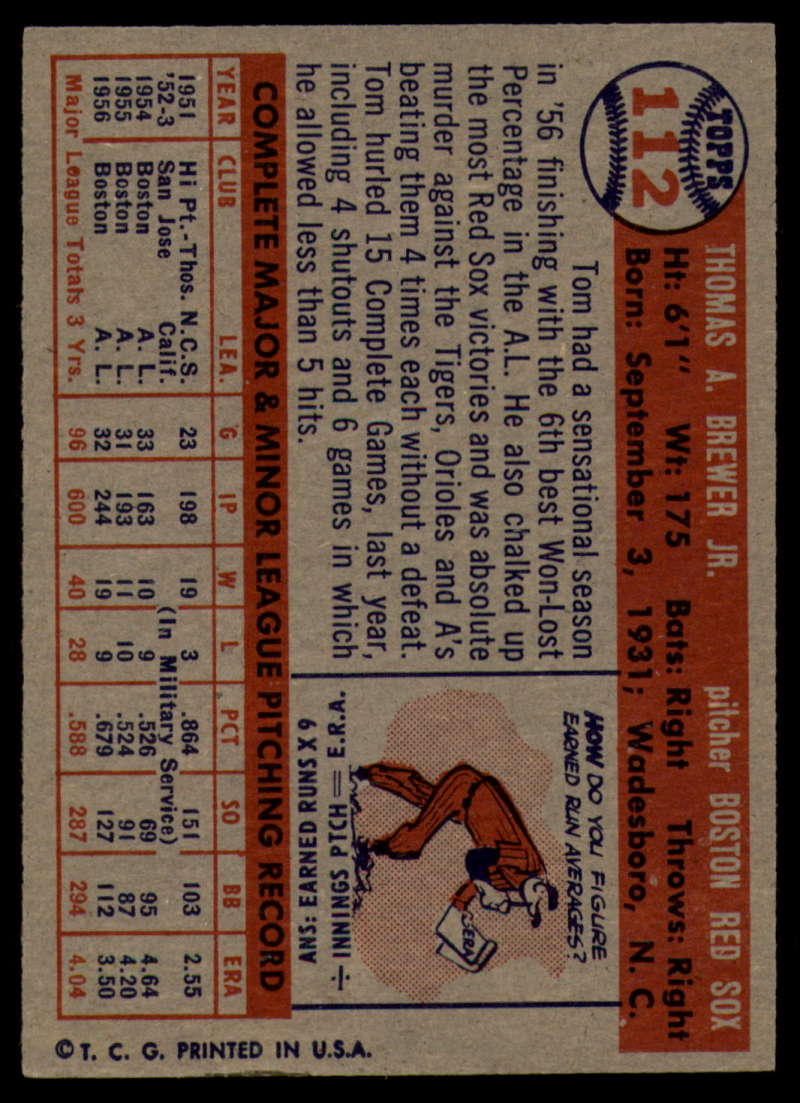 TOPPS
112
THOMAS A. BREWER JR. pitcher BOSTON RED SOX
Ht: 6'1" Wt: 175 Bats: Right Throws: Right
Born: September 3, 1931; Wadesboro, N. C.
Tom had a sensational season
in '56 finishing with the 6th best Won-Lost
Percentage in the A.L. He also chalked up
the most Red Sox victories and was absolute
murder against the Tigers, Orioles and A's
beating them 4 times each without a defeat.
Tom hurled 15 Complete Games, last year,
including 4 shutouts and 6 games in which
he allowed less than 5 hits.
HOW DO YOU FIGURE
EARNED RUN AVERAGES?
ERA
ANS: EARNED RUNS X 9
÷ INNINGS PTCH = E.R.A.
COMPLETE MAJOR & MINOR LEAGUE PITCHING RECORD
YEAR CLUB LEA. G IP W L PCT SO BB ERA
1951 Hi Pt.-Thos. N.C.S. 23 198 19 3 .864 151 103 2.55
'52-3 San Jose Calif. (In Military Service)
1954 Boston A. L. 33 163 10 9 .526 69 95 4.64
1955 Boston A. L. 31 193 11 10 .524 91 87 4.20
1956 Boston A. L. 32 244 19 9 .679 127 112 3.50
Major League Totals 3 Yrs. 96 600 40 28 .588 287 294 4.04
© T. C. G. PRINTED IN U.S.A.